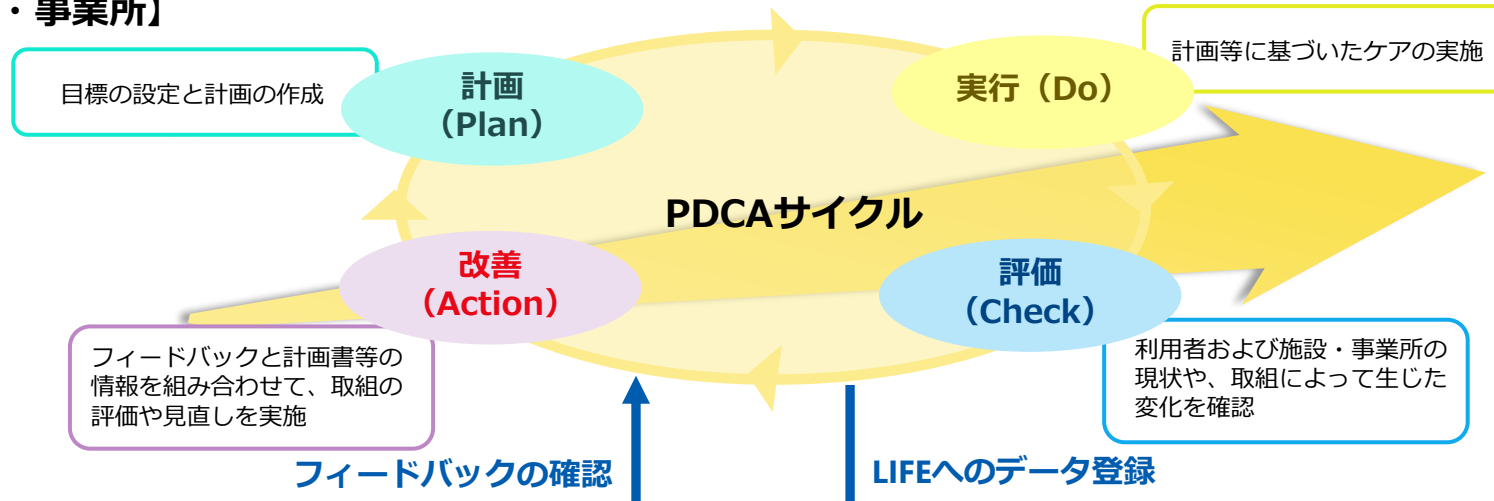 ・事業所】
目標の設定と計画の作成
計画
（Plan）
実行（Do）
計画等に基づいたケアの実施
PDCAサイクル
改善
（Action）
評価
（Check）
フィードバックと計画書等の
情報を組み合わせて、取組の
評価や見直しを実施
利用者および施設・事業所の
現状や、取組によって生じた
変化を確認
フィードバックの確認
LIFEへのデータ登録